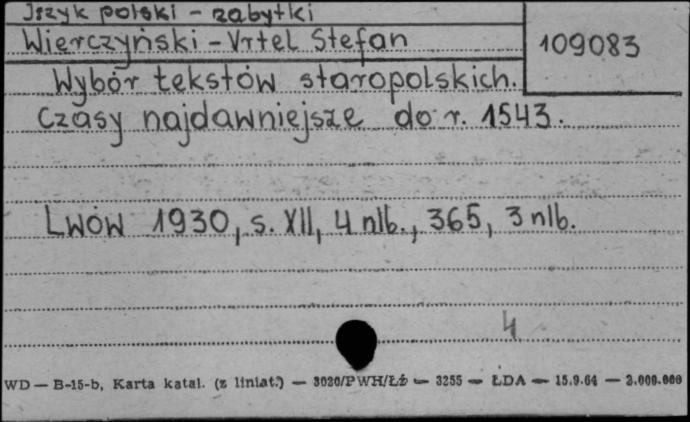 Język polski - zabytki
Wierczyński - Vrtel Stefan
109083
Wybór tekstów staropolskich.
Czasy najdawniejsze do r. 1543.
Lwów 1930, s. XII, 4 nlb., 365, 3 nlb.
4
WD — B-15-b, Karta katal. (z liniat.) — 3020/PWH/Łż — 3255 — ŁDA — 15.9.64 — 2.000.000